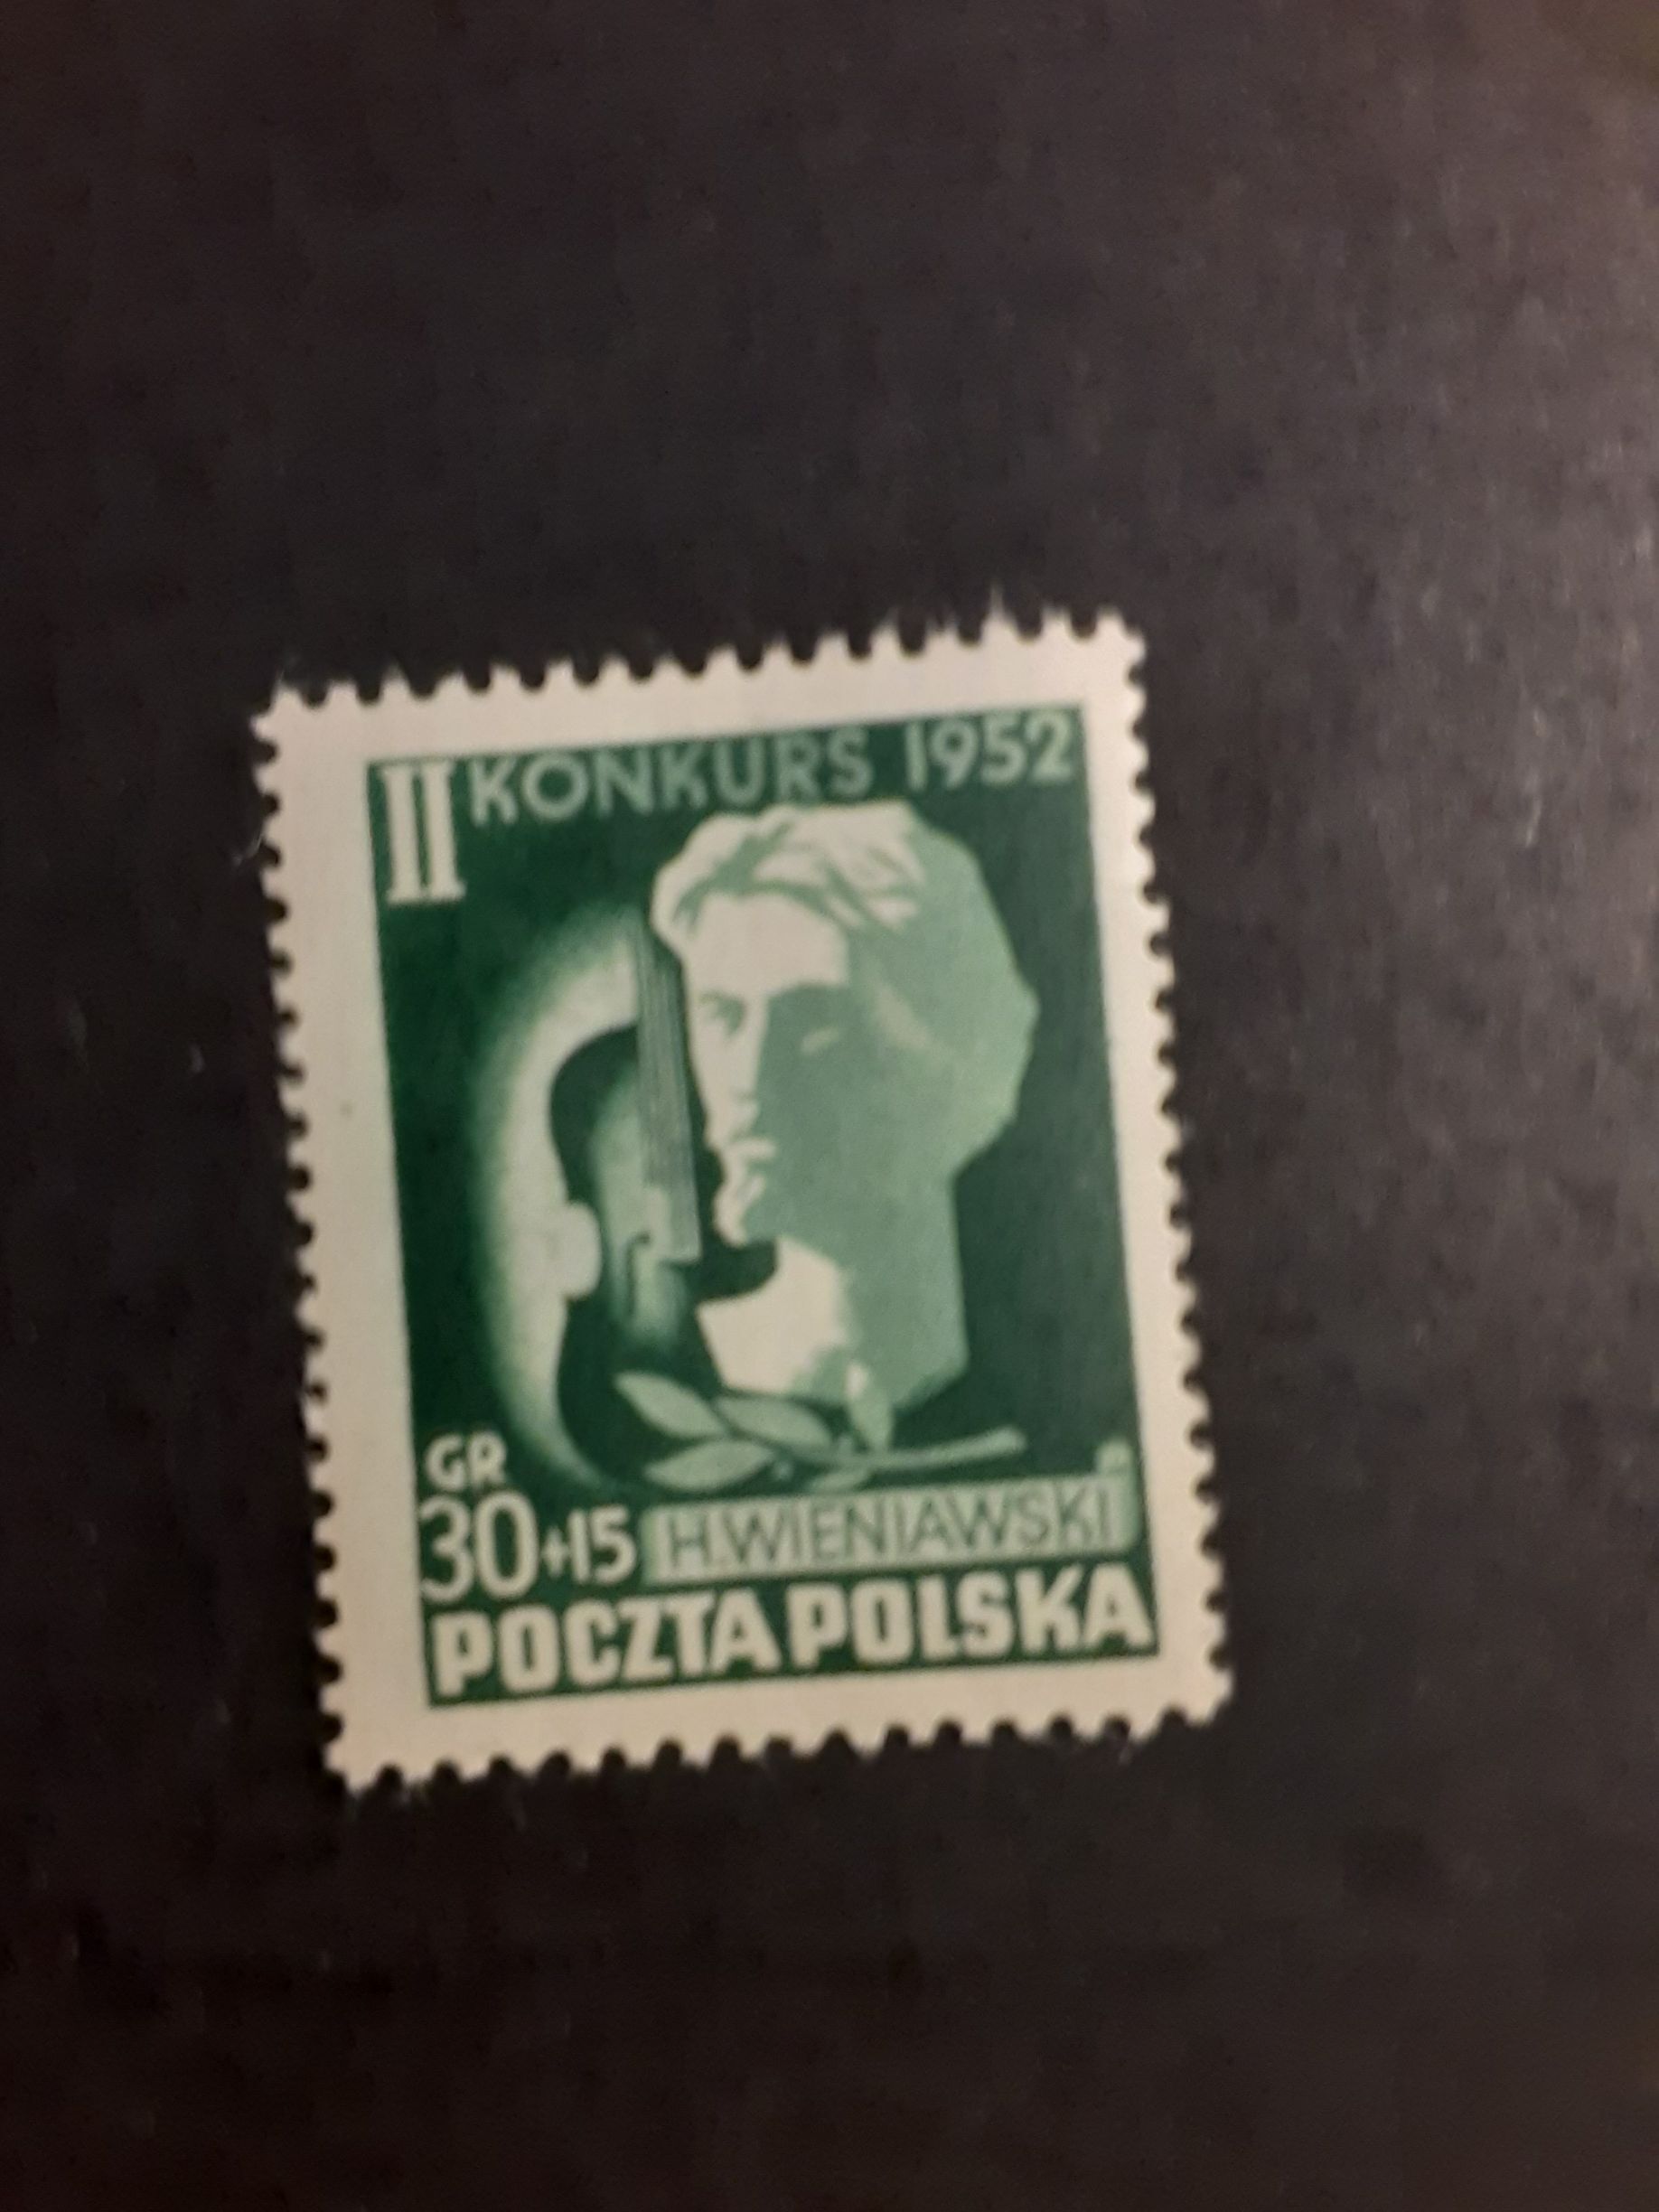 II KONKURS 1952
GR
30+15 H.WIENIAWSKI
POCZTA POLSKA